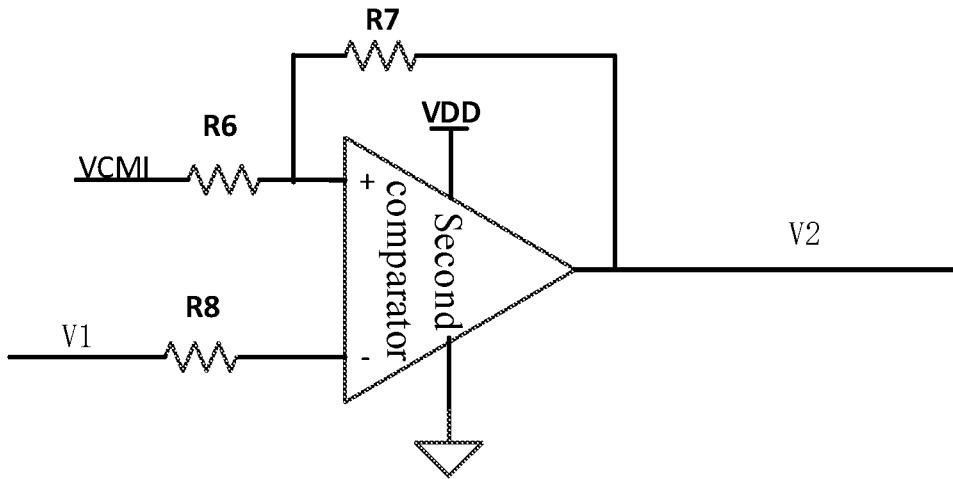 R7
VDD
R6
VCMI
+
Second
comparator
V2
R8
V1
-